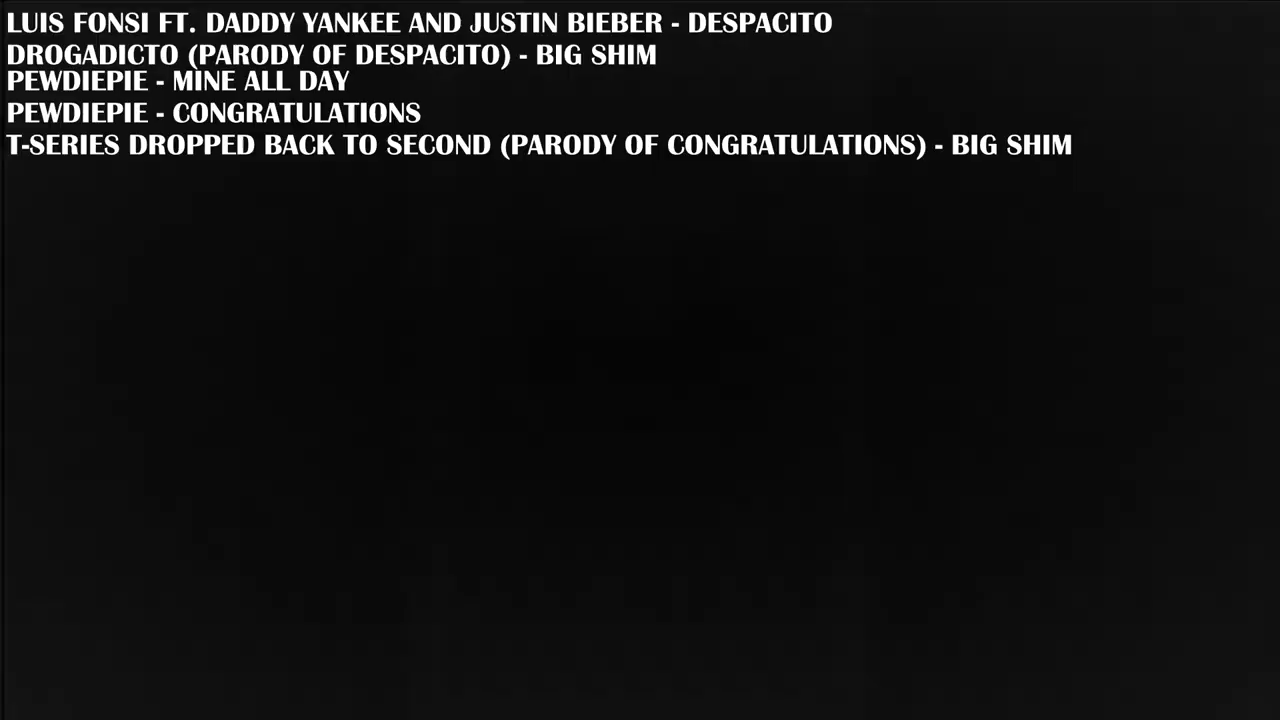 LUIS FONSI FT. DADDY YANKEE AND JUSTIN BIEBER - DESPACITO
DROGADICTO (PARODY OF DESPACITO) - BIG SHIM
PEWDIEPIE - MINE ALL DAY
PEWDIEPIE - CONGRATULATIONS
T-SERIES DROPPED BACK TO SECOND (PARODY OF CONGRATULATIONS) - BIG SHIM